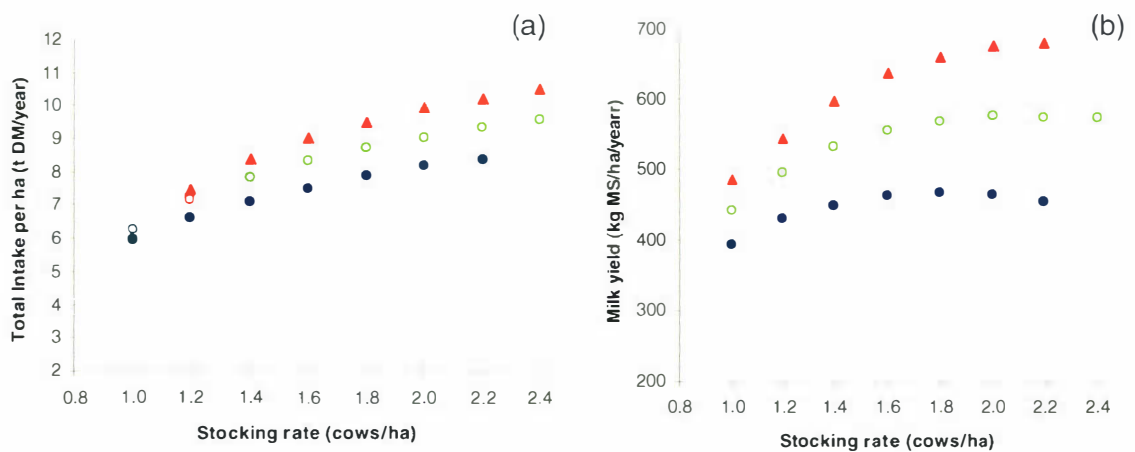 (a)
Total Intake per ha (t DM/year)
12
11
10
9
8
7
6
5
4
3
2
0.8 1.0 1.2 1.4 1.6 1.8 2.0 2.2 2.4
Stocking rate (cows/ha)
(b)
Milk yield (kg MS/ha/yearr)
700
600
500
400
300
200
0.8 1.0 1.2 1.4 1.6 1.8 2.0 2.2 2.4
Stocking rate (cows/ha)